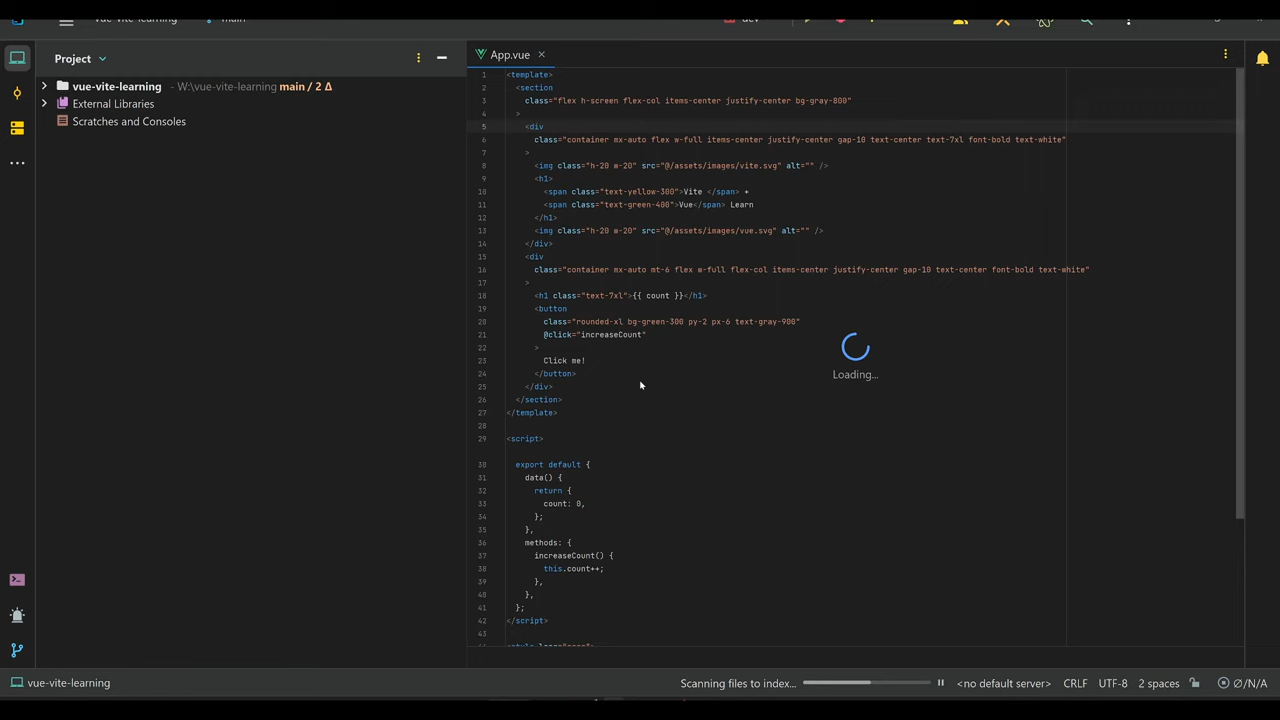 vue-vite-learning main dev
Project
App.vue
vue-vite-learning - W:\vue-vite-learning main / 2 Δ
External Libraries
Scratches and Consoles
1 <template>
2 <section
3 class="flex h-screen flex-col items-center justify-center bg-gray-800"
4 >
5 <div
6 class="container mx-auto flex w-full items-center justify-center gap-10 text-center text-7xl font-bold text-white"
7 >
8 <img class="h-20 w-20" src="@/assets/images/vite.svg" alt="" />
9 <h1>
10 <span class="text-yellow-300">Vite </span> +
11 <span class="text-green-400">Vue</span> Learn
12 </h1>
13 <img class="h-20 w-20" src="@/assets/images/vue.svg" alt="" />
14 </div>
15 <div
16 class="container mx-auto mt-6 flex w-full flex-col items-center justify-center gap-10 text-center font-bold text-white"
17 >
18 <h1 class="text-7xl">{{ count }}</h1>
19 <button
20 class="rounded-xl bg-green-300 py-2 px-6 text-gray-900"
21 @click="increaseCount"
22 >
23 Click me!
24 </button>
25 </div>
26 </section>
27 </template>
28
29 <script>
30 export default {
31 data() {
32 return {
33 count: 0,
34 };
35 },
36 methods: {
37 increaseCount() {
38 this.count++;
39 },
40 },
41 };
42 </script>
43
Loading...
vue-vite-learning
Scanning files to index... <no default server> CRLF UTF-8 2 spaces Ø/N/A